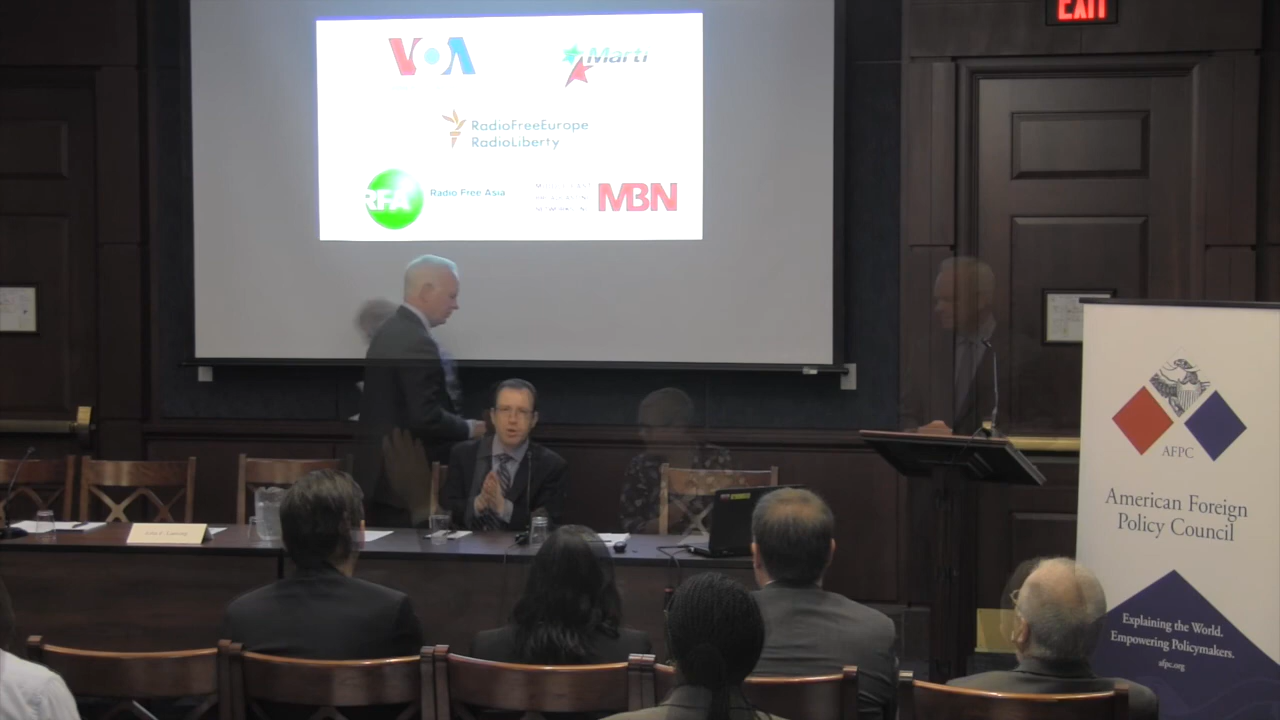 EXIT
VOA
Marti
RadioFreeEurope
RadioLiberty
RFA
Radio Free Asia
MBN
AFPC
American Foreign
Policy Council
Explaining the World.
Empowering Policymakers.
afpc.org